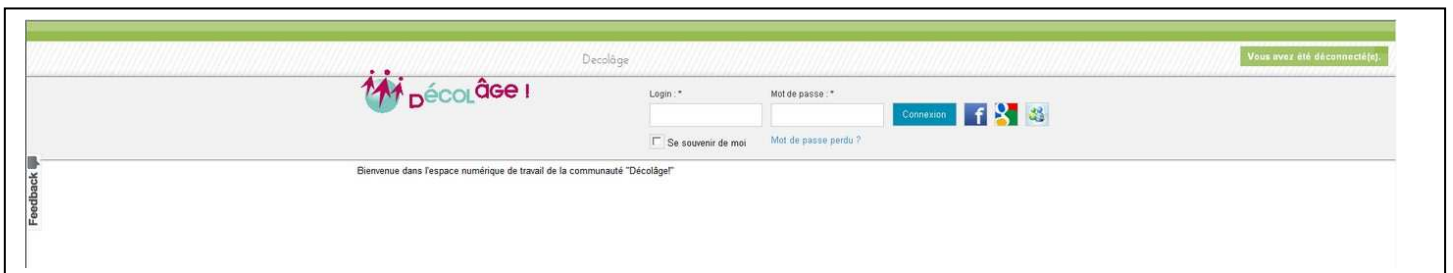 Decolâge
Vous avez été déconnecté(e).
DÉCOLÂGE !
Login : *
Mot de passe : *
Connexion
Se souvenir de moi
Mot de passe perdu ?
Bienvenue dans l'espace numérique de travail de la communauté "Décolâge!"
Feedback